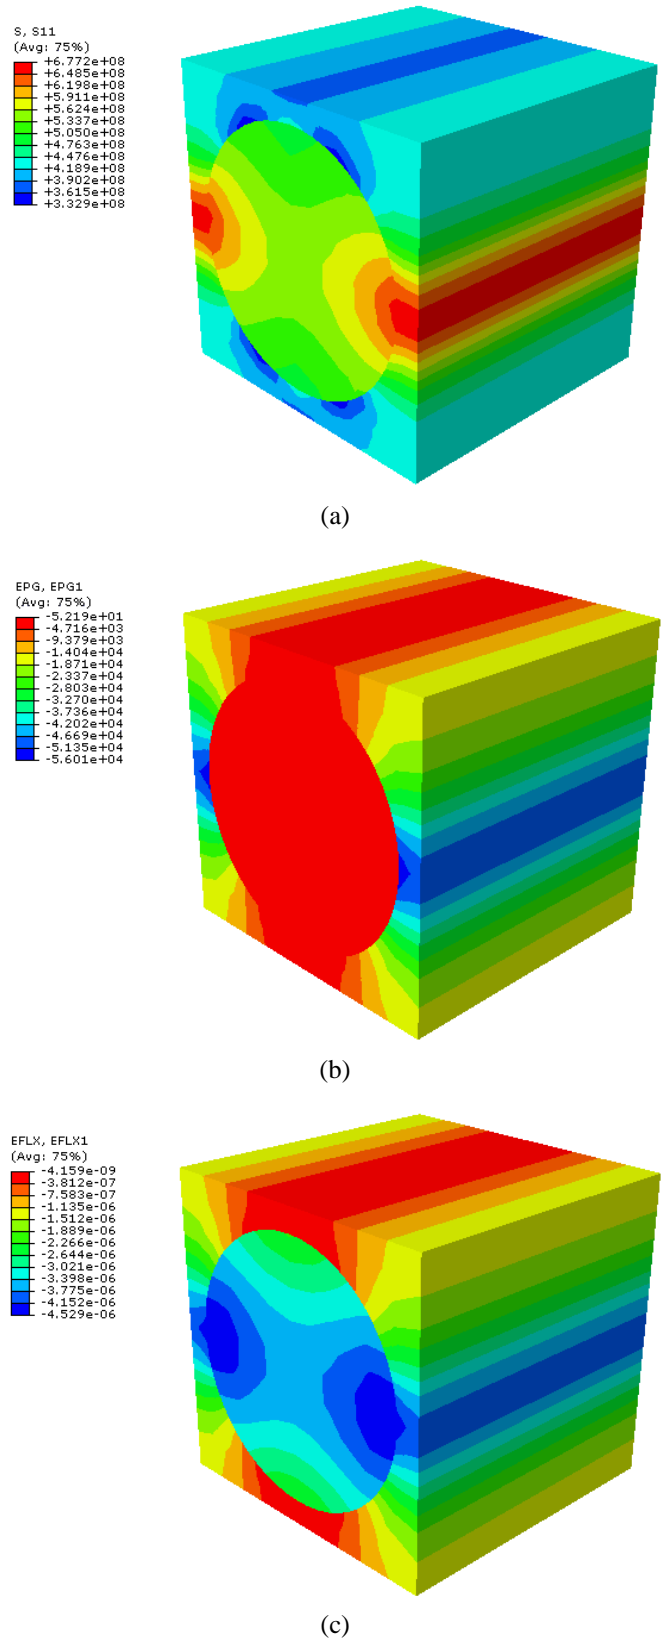 S, S11
(Avg: 75%)
+6.772e+08
+6.485e+08
+6.198e+08
+5.911e+08
+5.624e+08
+5.337e+08
+5.050e+08
+4.763e+08
+4.476e+08
+4.189e+08
+3.902e+08
+3.615e+08
+3.329e+08
(a)
EPG, EPG1
(Avg: 75%)
-5.219e+01
-4.716e+03
-9.379e+03
-1.404e+04
-1.871e+04
-2.337e+04
-2.803e+04
-3.270e+04
-3.736e+04
-4.202e+04
-4.669e+04
-5.135e+04
-5.601e+04
(b)
EFLX, EFLX1
(Avg: 75%)
-4.159e-09
-3.812e-07
-7.583e-07
-1.135e-06
-1.512e-06
-1.889e-06
-2.266e-06
-2.644e-06
-3.021e-06
-3.398e-06
-3.775e-06
-4.152e-06
-4.529e-06
(c)